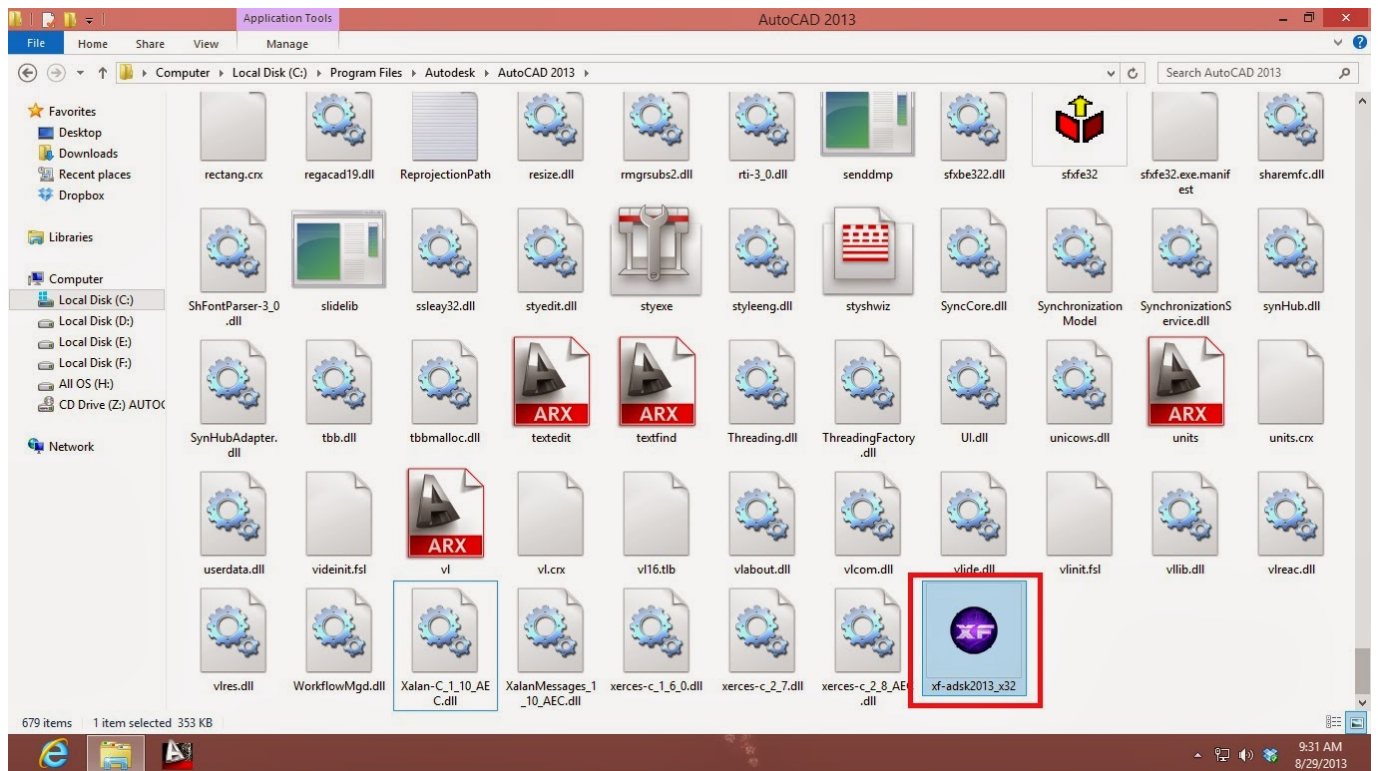 Application Tools
AutoCAD 2013
File Home Share View Manage
Computer Local Disk (C:) Program Files Autodesk AutoCAD 2013
Search AutoCAD 2013
Favorites
Desktop
Downloads
Recent places
Dropbox
Libraries
Computer
Local Disk (C:)
Local Disk (D:)
Local Disk (E:)
Local Disk (F:)
All OS (H:)
CD Drive (Z:) AUTO
Network
rectang.crx
regacad19.dll
ReprojectionPath
resize.dll
rmgrsubs2.dll
rti-3_0.dll
senddmp
sfxbe322.dll
sfxfe32
sfxfe32.exe.manif
est
sharemfc.dll
ShFontParser-3_0
.dll
slidelib
ssleay32.dll
styedit.dll
styexe
styleeng.dll
styshwiz
SyncCore.dll
Synchronization
Model
SynchronizationS
ervice.dll
synHub.dll
ARX
ARX
ARX
SynHubAdapter.
dll
tbb.dll
tbbmalloc.dll
textedit
textfind
Threading.dll
ThreadingFactory
.dll
UI.dll
unicows.dll
units
units.crx
ARX
userdata.dll
videinit.fsl
vl
vl.crx
vl16.tlb
vlabout.dll
vlcom.dll
vlide.dll
vlinit.fsl
vllib.dll
vlreac.dll
XF
vlres.dll
WorkflowMgd.dll
Xalan-C_1_10_AE
C.dll
XalanMessages_1
_10_AEC.dll
xerces-c_1_6_0.dll
xerces-c_2_7.dll
xerces-c_2_8_AE
.dll
xf-adsk2013_x32
679 items 1 item selected 353 KB
9:31 AM
8/29/2013